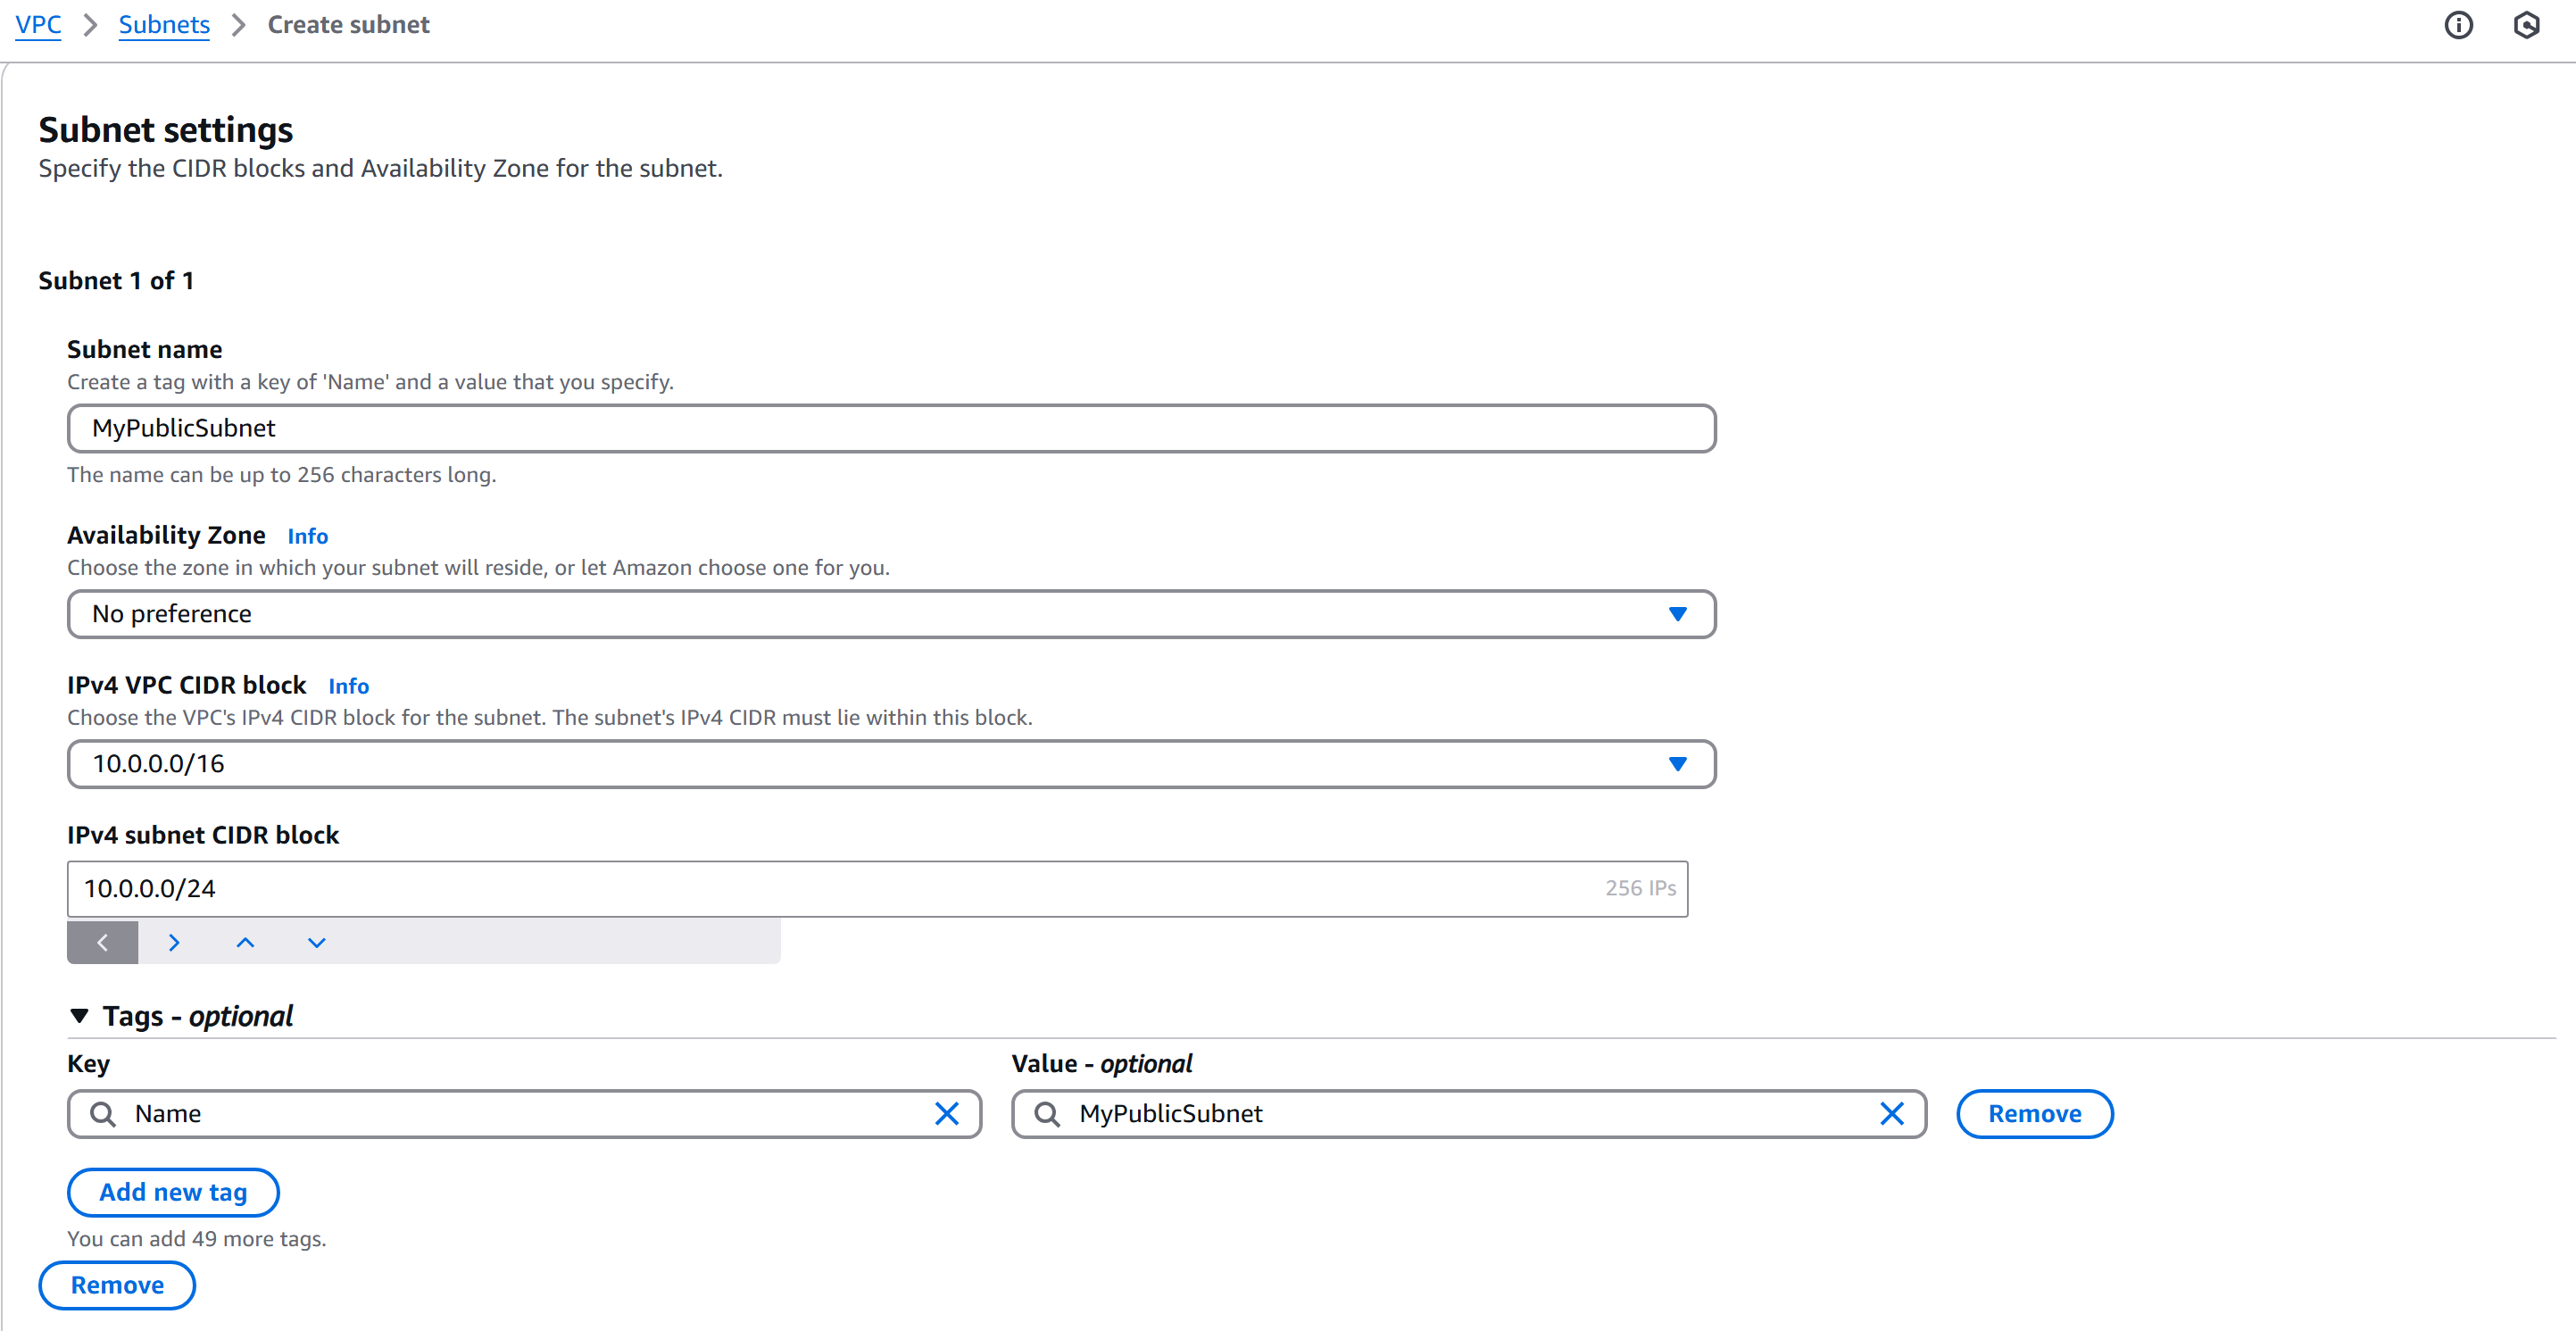 VPC > Subnets > Create subnet
Subnet settings
Specify the CIDR blocks and Availability Zone for the subnet.
Subnet 1 of 1
Subnet name
Create a tag with a key of 'Name' and a value that you specify.
MyPublicSubnet
The name can be up to 256 characters long.
Availability Zone Info
Choose the zone in which your subnet will reside, or let Amazon choose one for you.
No preference
IPv4 VPC CIDR block Info
Choose the VPC's IPv4 CIDR block for the subnet. The subnet's IPv4 CIDR must lie within this block.
10.0.0.0/16
IPv4 subnet CIDR block
10.0.0.0/24 256 IPs
Tags - optional
Key Value - optional
Name MyPublicSubnet Remove
Add new tag
You can add 49 more tags.
Remove